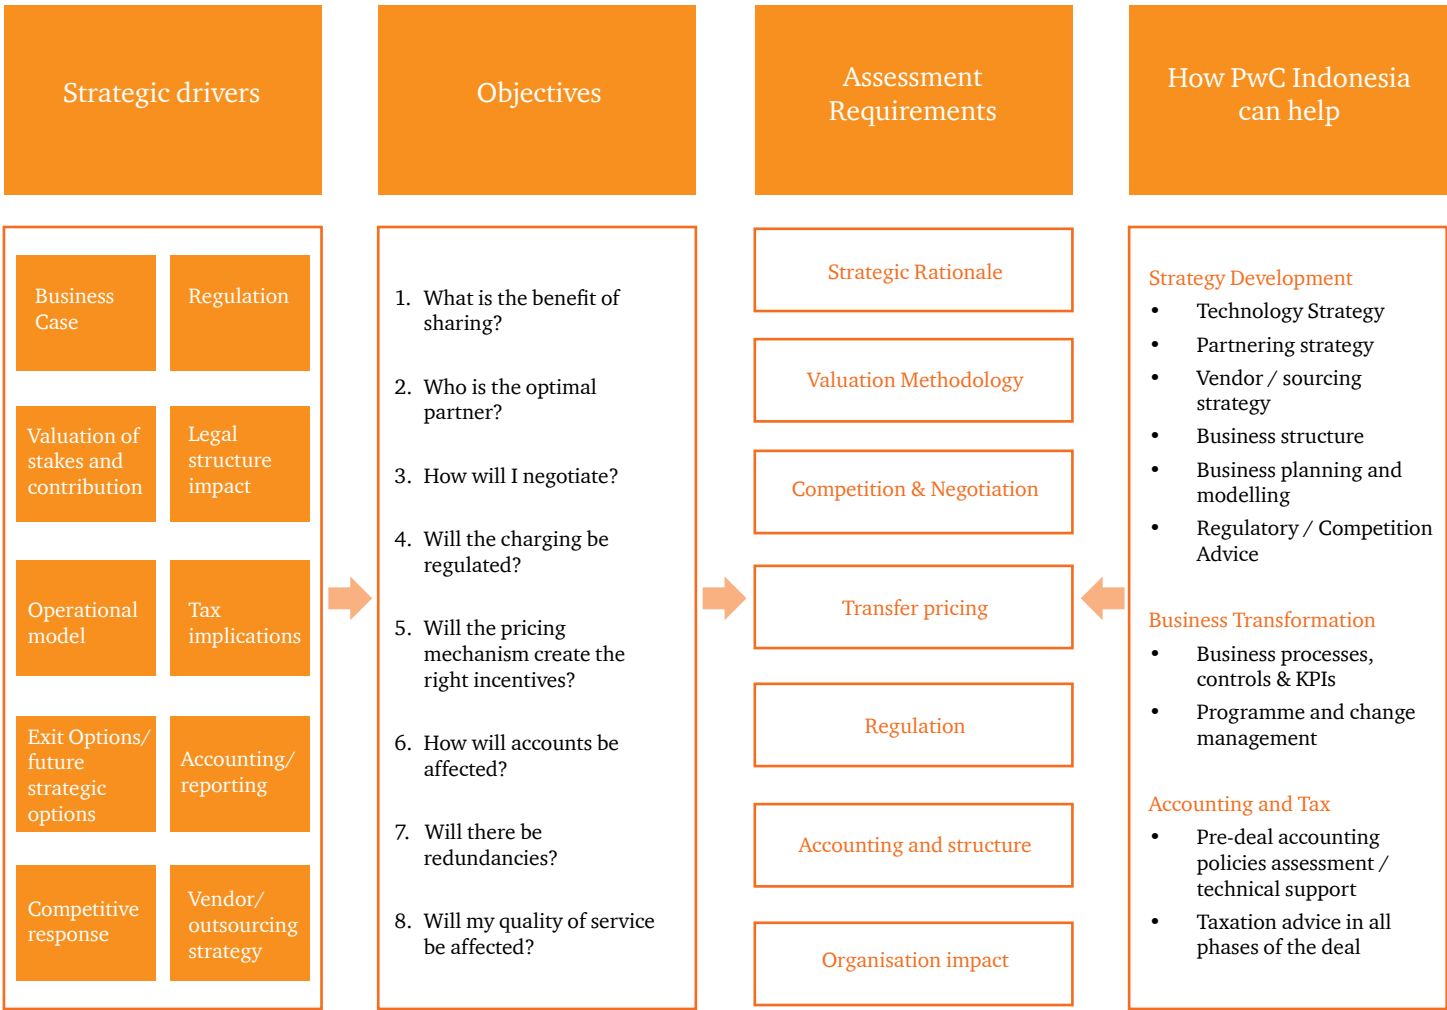 Strategic drivers
Objectives
Assessment
Requirements
How PwC Indonesia
can help
Business
Case
Regulation
Valuation of
stakes and
contribution
Legal
structure
impact
Operational
model
Tax
implications
Exit Options/
future
strategic
options
Accounting/
reporting
Competitive
response
Vendor/
outsourcing
strategy
1. What is the benefit of
sharing?
2. Who is the optimal
partner?
3. How will I negotiate?
4. Will the charging be
regulated?
5. Will the pricing
mechanism create the
right incentives?
6. How will accounts be
affected?
7. Will there be
redundancies?
8. Will my quality of service
be affected?
Strategic Rationale
Valuation Methodology
Competition & Negotiation
Transfer pricing
Regulation
Accounting and structure
Organisation impact
Strategy Development
• Technology Strategy
• Partnering strategy
• Vendor / sourcing
strategy
• Business structure
• Business planning and
modelling
• Regulatory / Competition
Advice
Business Transformation
• Business processes,
controls & KPIs
• Programme and change
management
Accounting and Tax
• Pre-deal accounting
policies assessment /
technical support
• Taxation advice in all
phases of the deal